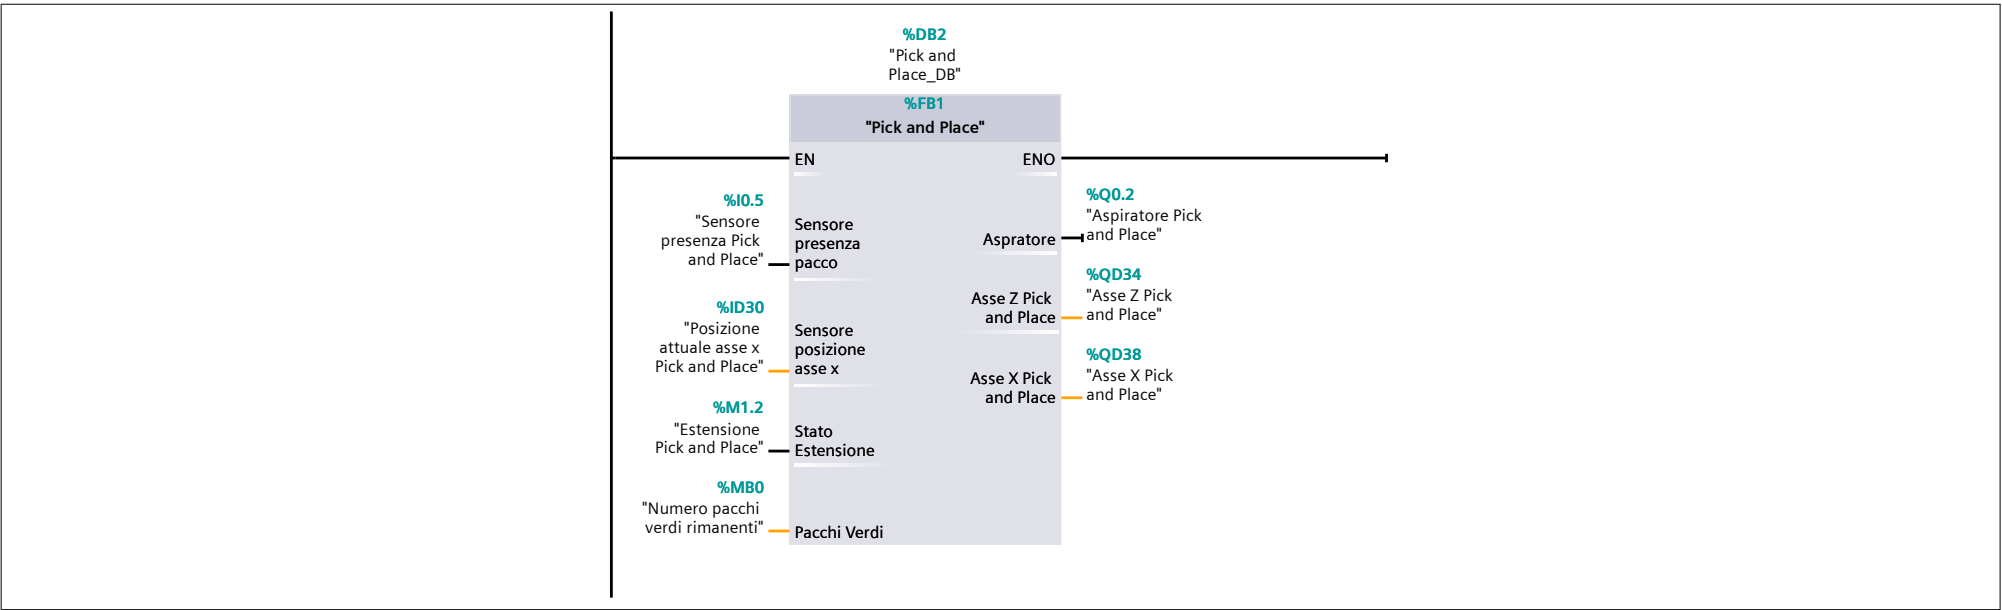 %DB2
"Pick and
Place_DB"
%FB1
"Pick and Place"
EN
ENO
%I0.5
"Sensore
presenza Pick
and Place"
Sensore
presenza
pacco
Aspratore
%Q0.2
"Aspiratore Pick
and Place"
%ID30
"Posizione
attuale asse x
Pick and Place"
Sensore
posizione
asse x
Asse Z Pick
and Place
%QD34
"Asse Z Pick
and Place"
%M1.2
"Estensione
Pick and Place"
Stato
Estensione
Asse X Pick
and Place
%QD38
"Asse X Pick
and Place"
%MB0
"Numero pacchi
verdi rimanenti"
Pacchi Verdi